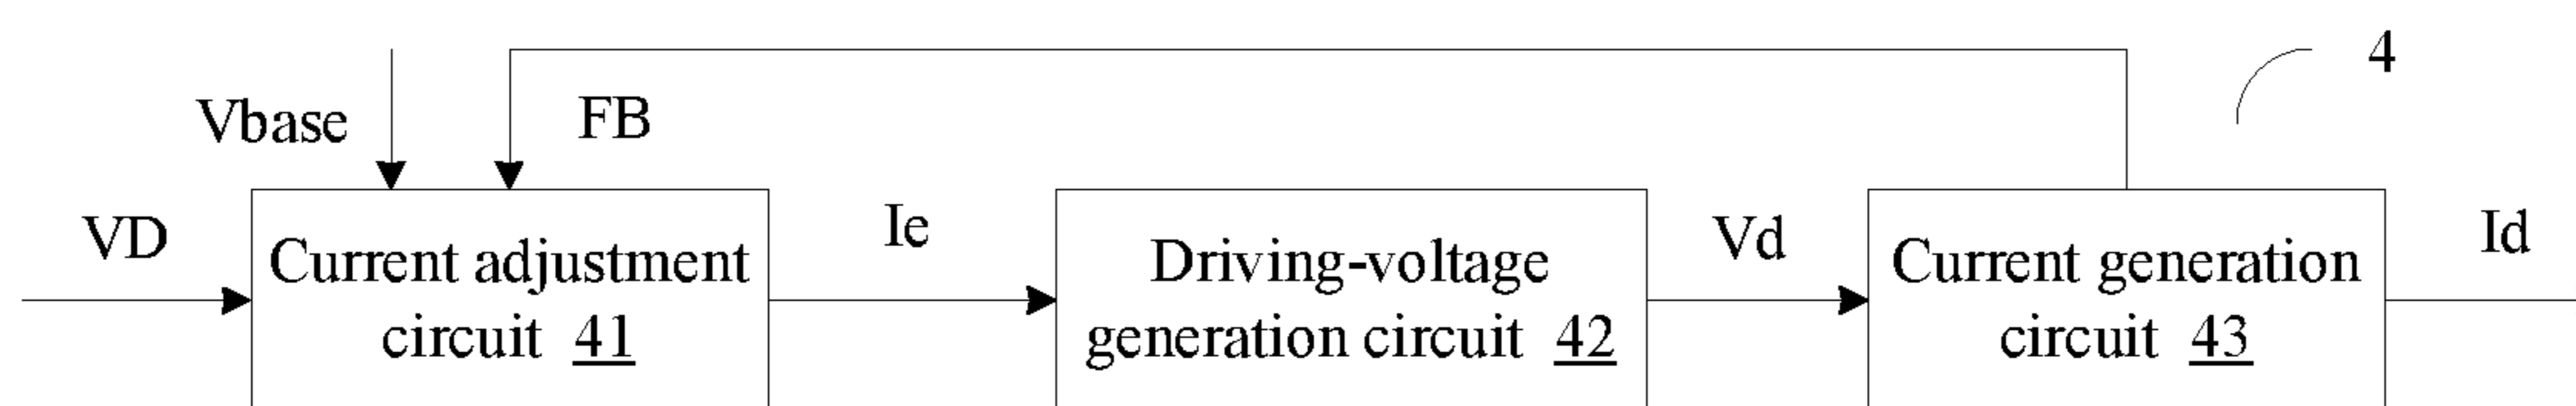 4
Vbase
FB
VD
Ie
Vd
Id
Current adjustment
circuit 41
Driving-voltage
generation circuit 42
Current generation
circuit 43